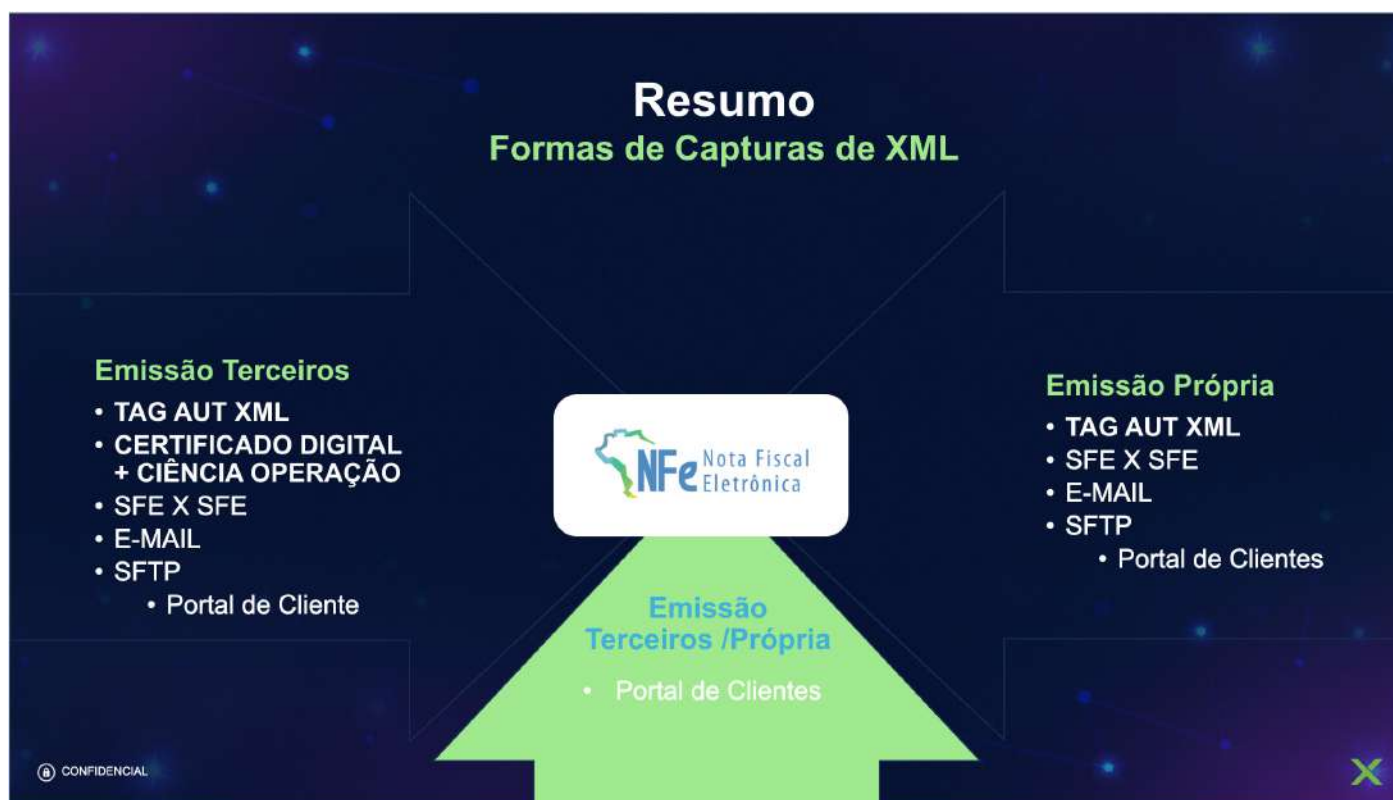 Resumo
Formas de Capturas de XML
Emissão Terceiros
• TAG AUT XML
• CERTIFICADO DIGITAL
+ CIÊNCIA OPERAÇÃO
• SFE X SFE
• E-MAIL
• SFTP
• Portal de Cliente
NFe Nota Fiscal
Eletrônica
Emissão
Terceiros /Própria
• Portal de Clientes
Emissão Própria
• TAG AUT XML
• SFE X SFE
• E-MAIL
• SFTP
• Portal de Clientes
CONFIDENCIAL